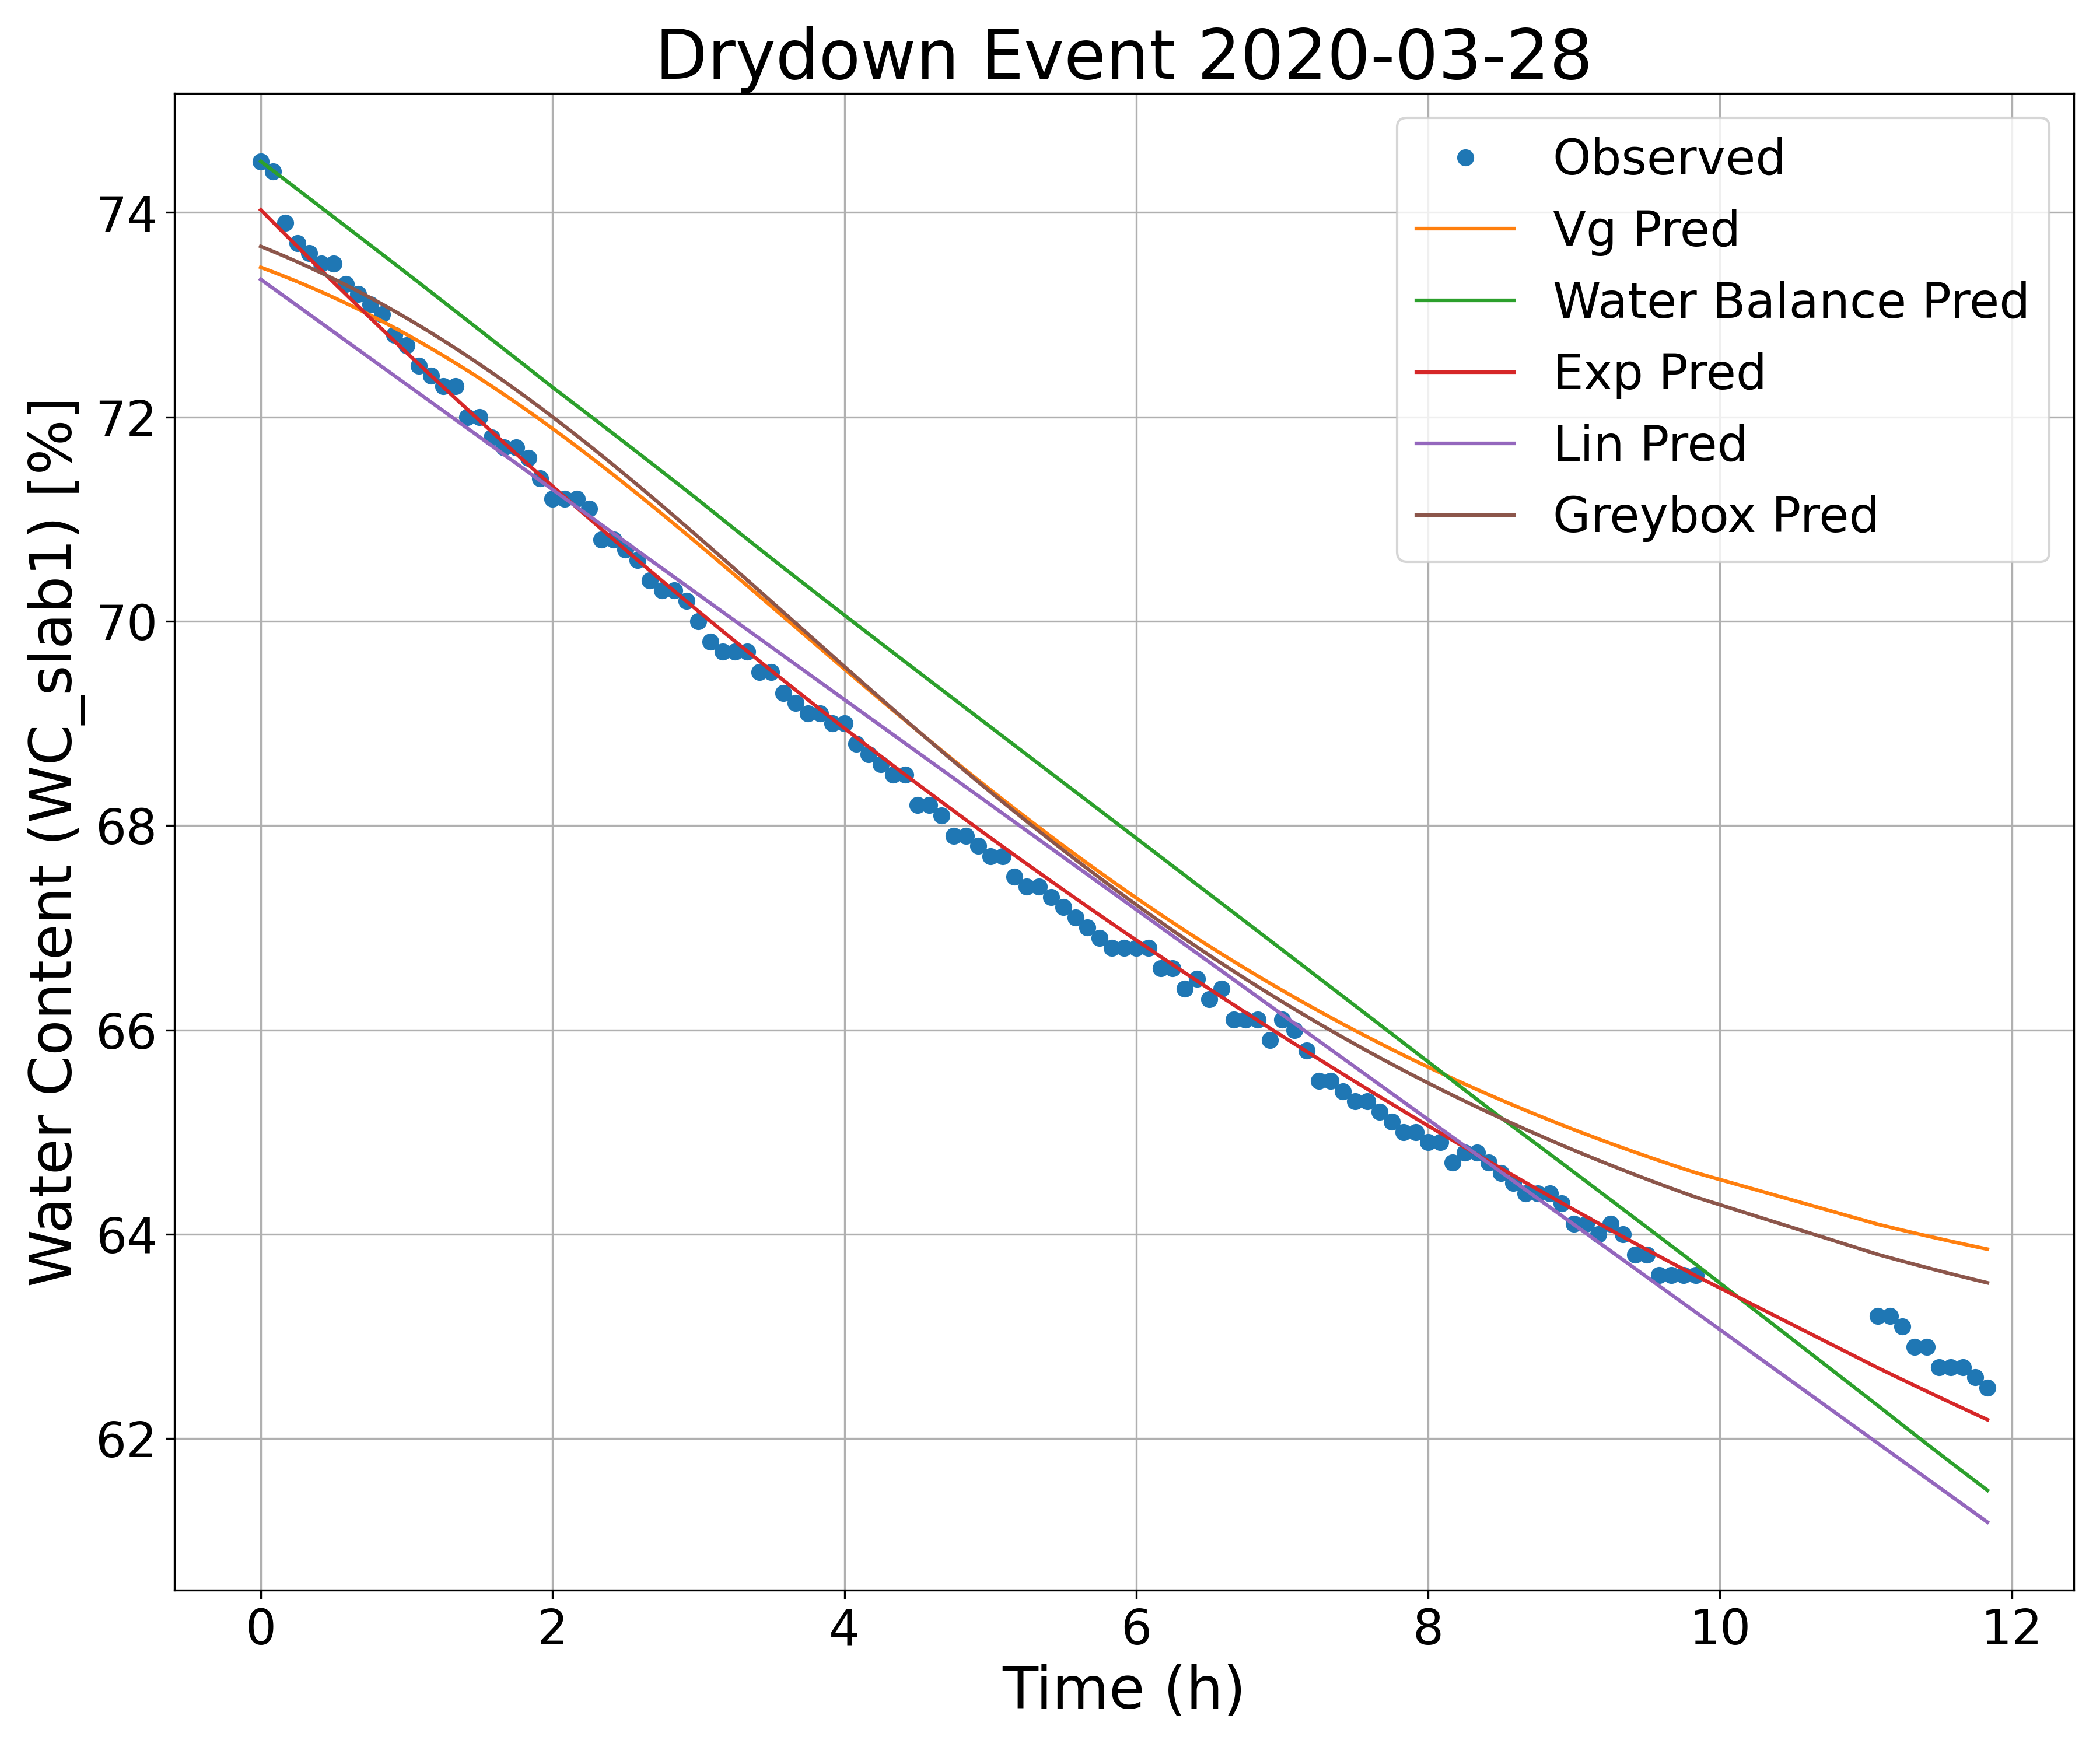 Drydown Event 2020-03-28
Observed
Vg Pred
Water Balance Pred
Exp Pred
Lin Pred
Greybox Pred
Water Content (WC_slab1) [%]
74
72
70
68
66
64
62
0 2 4 6 8 10 12
Time (h)